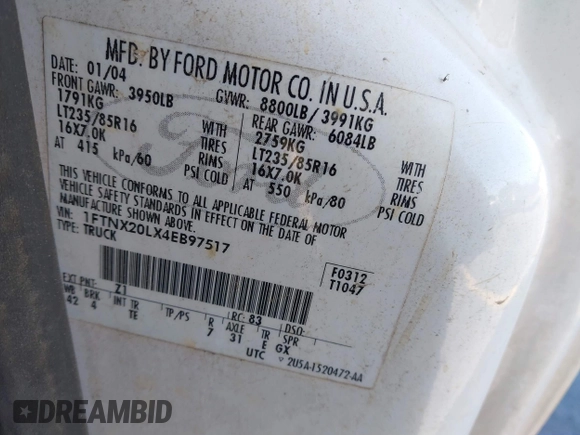 MFD. BY FORD MOTOR CO. IN U.S.A.
DATE: 01/04 GVWR: 8800LB/ 3991KG
FRONT GAWR: 3950LB REAR GAWR: 6084LB
1791KG WITH 2759KG WITH
LT235/85R16 TIRES LT235/85R16 TIRES
16X7.0K RIMS 16X7.0K RIMS
AT 415 kPa/60 PSI COLD AT 550 kPa/80 PSI COLD
THIS VEHICLE CONFORMS TO ALL APPLICABLE FEDERAL MOTOR
VEHICLE SAFETY STANDARDS IN EFFECT ON THE DATE OF
MANUFACTURE SHOWN ABOVE.
VIN: 1FTNX20LX4EB97517
TYPE: TRUCK
F0312
T1047
EXT PNT: Z1 RC: 83 DSO:
WB BRK INT TR TP/PS R AXLE TR SPR
42 4 TE 7 31 E GX
UTC 2U5A-1520472-AA
Ford
DREAMBID